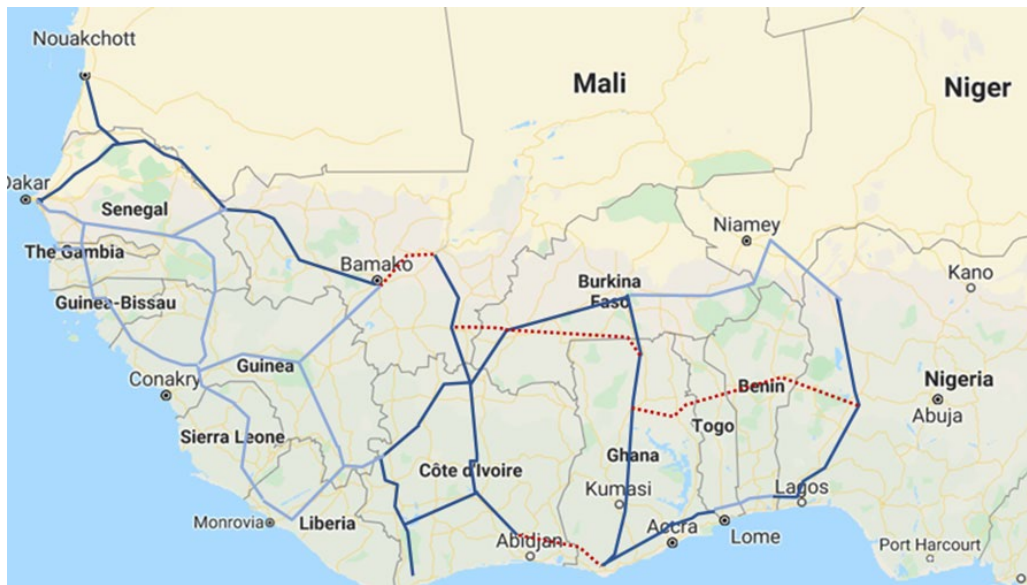 Nouakchott
Mali
Niger
Dakar
Senegal
The Gambia
Niamey
Bamako
Kano
Burkina
Faso
Guinea-Bissau
Guinea
Conakry
Benin
Nigeria
Abuja
Togo
Sierra Leone
Ghana
Côte d'Ivoire
Kumasi
Lagos
Monrovia
Liberia
Accra
Lome
Abidjan
Port Harcourt